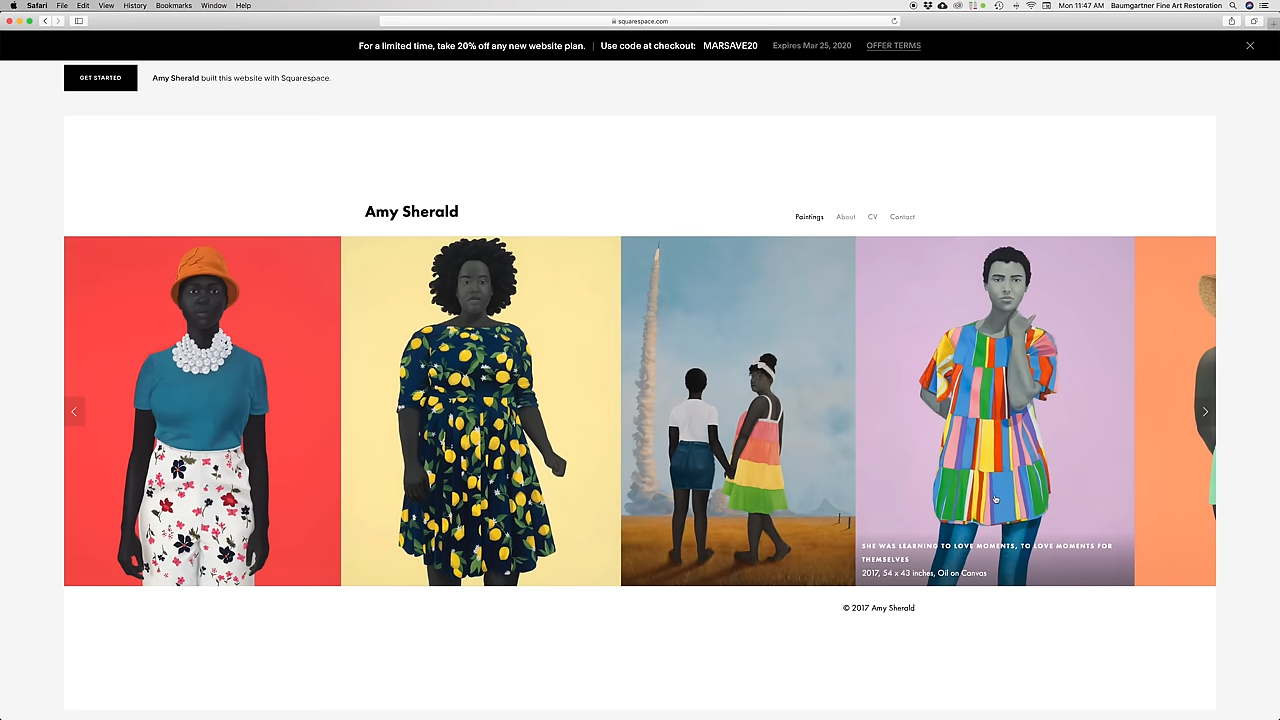 Safari File Edit View History Bookmarks Window Help Mon 11:47 AM Baumgartner Fine Art Restoration
squarespace.com
For a limited time, take 20% off any new website plan. | Use code at checkout: MARSAVE20 Expires Mar 25, 2020 OFFER TERMS
GET STARTED Amy Sherald built this website with Squarespace.
Amy Sherald Paintings About CV Contact
SHE WAS LEARNING TO LOVE MOMENTS, TO LOVE MOMENTS FOR
THEMSELVES
2017, 54 x 43 inches, Oil on Canvas
© 2017 Amy Sherald